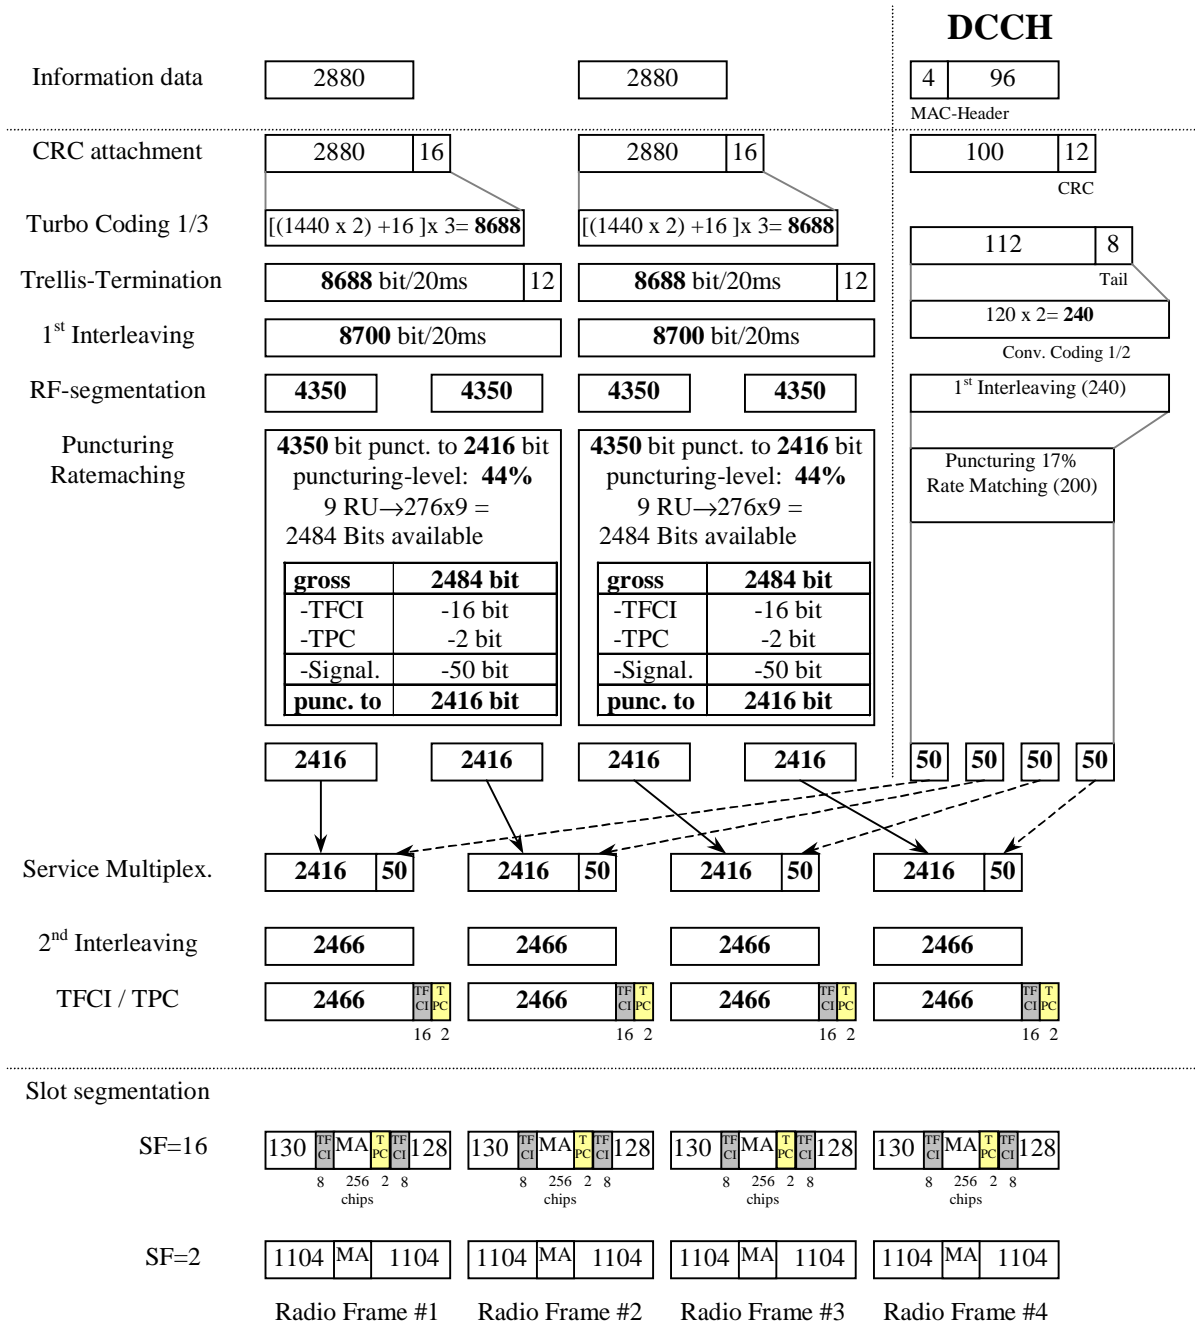 DCCH
Information data 2880 2880 4 96
MAC-Header
CRC attachment 2880 16 2880 16 100 12
CRC
Turbo Coding 1/3 [(1440 x 2) +16 ]x 3= 8688 [(1440 x 2) +16 ]x 3= 8688
112 8
Trellis-Termination 8688 bit/20ms 12 8688 bit/20ms 12 Tail
120 x 2= 240
1st Interleaving 8700 bit/20ms 8700 bit/20ms
Conv. Coding 1/2
RF-segmentation 4350 4350 4350 4350 1st Interleaving (240)
Puncturing 4350 bit punct. to 2416 bit 4350 bit punct. to 2416 bit
Ratemaching puncturing-level: 44% puncturing-level: 44% Puncturing 17%
9 RU→276x9 = 9 RU→276x9 = Rate Matching (200)
2484 Bits available 2484 Bits available
gross 2484 bit gross 2484 bit
-TFCI -16 bit -TFCI -16 bit
-TPC -2 bit -TPC -2 bit
-Signal. -50 bit -Signal. -50 bit
punc. to 2416 bit punc. to 2416 bit
2416 2416 2416 2416 50 50 50 50
Service Multiplex. 2416 50 2416 50 2416 50 2416 50
2nd Interleaving 2466 2466 2466 2466
TFCI / TPC 2466 TF CI T PC 2466 TF CI T PC 2466 TF CI T PC 2466 TF CI T PC
16 2 16 2 16 2 16 2
Slot segmentation
SF=16 130 TF CI MA T PC TF CI 128 130 TF CI MA T PC TF CI 128 130 TF CI MA T PC TF CI 128 130 TF CI MA T PC TF CI 128
8 256 2 8 8 256 2 8 8 256 2 8 8 256 2 8
chips chips chips chips
SF=2 1104 MA 1104 1104 MA 1104 1104 MA 1104 1104 MA 1104
Radio Frame #1 Radio Frame #2 Radio Frame #3 Radio Frame #4